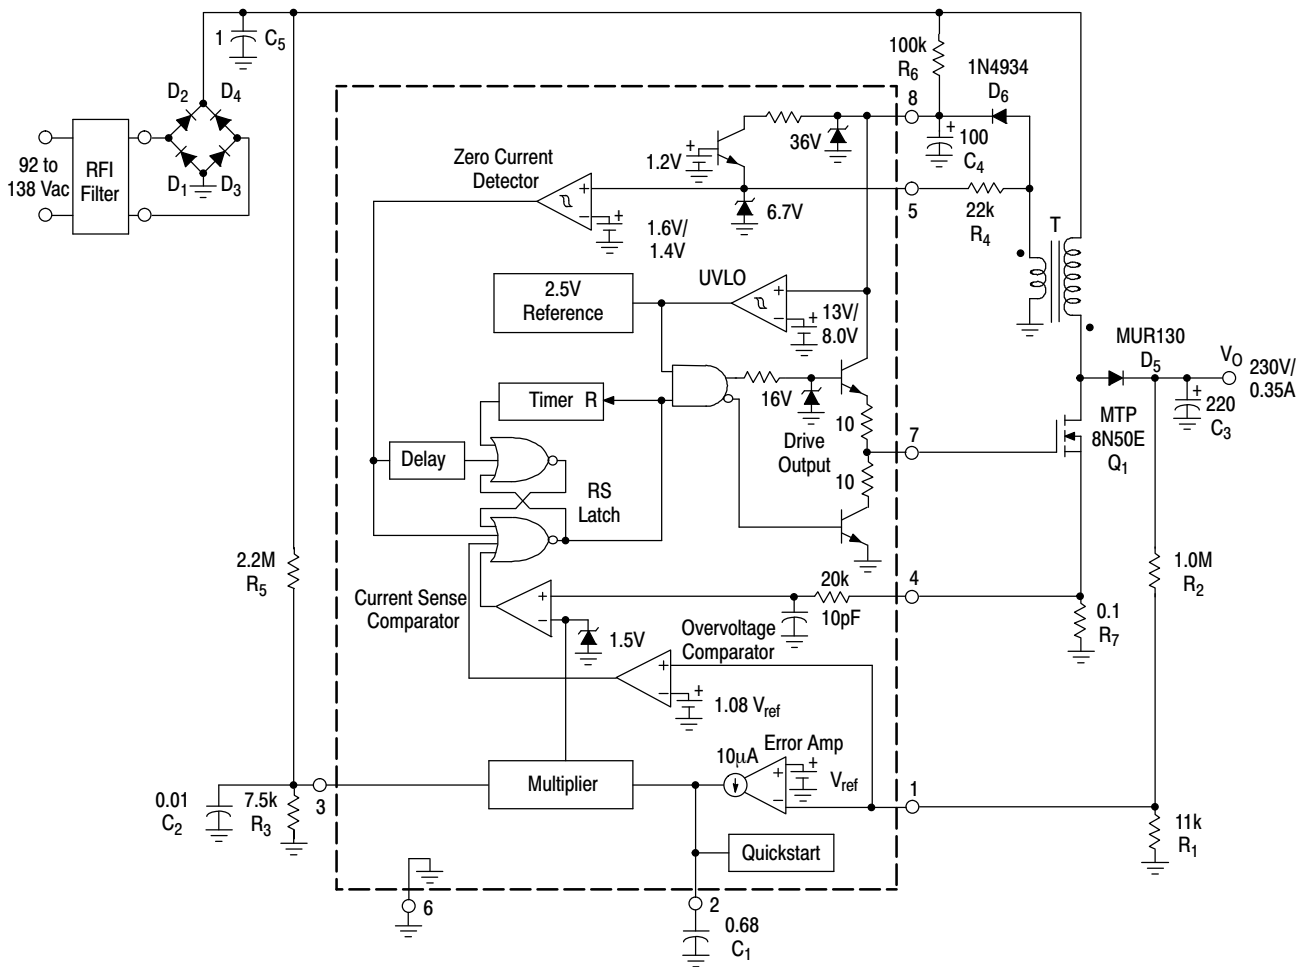 1
C5
100k
R6
1N4934
D6
D2
D4
8
92 to
138 Vac
RFI
Filter
D1
D3
36V
100
C4
1.2V
Zero Current
Detector
+
−
+
1.6V/
1.4V
6.7V
5
22k
R4
T
UVLO
2.5V
Reference
+
−
+
13V/
8.0V
MUR130
D5
VO
230V/
0.35A
Timer
R
16V
10
MTP
8N50E
Q1
+
220
C3
Delay
Drive
Output
7
RS
Latch
10
2.2M
R5
20k
4
1.0M
R2
Current Sense
Comparator
+
−
10pF
0.1
R7
1.5V
Overvoltage
Comparator
+
−
+
1.08 Vref
Multiplier
10μA
Error Amp
+
−
+
Vref
1
0.01
C2
7.5k
R3
3
11k
R1
Quickstart
6
2
0.68
C1